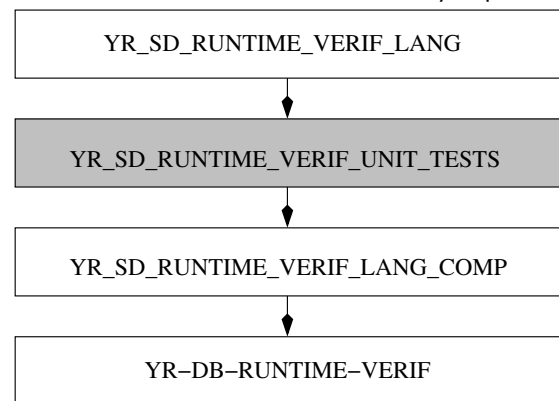 YR_SD_RUNTIME_VERIF_LANG
YR_SD_RUNTIME_VERIF_UNIT_TESTS
YR_SD_RUNTIME_VERIF_LANG_COMP
YR−DB−RUNTIME−VERIF